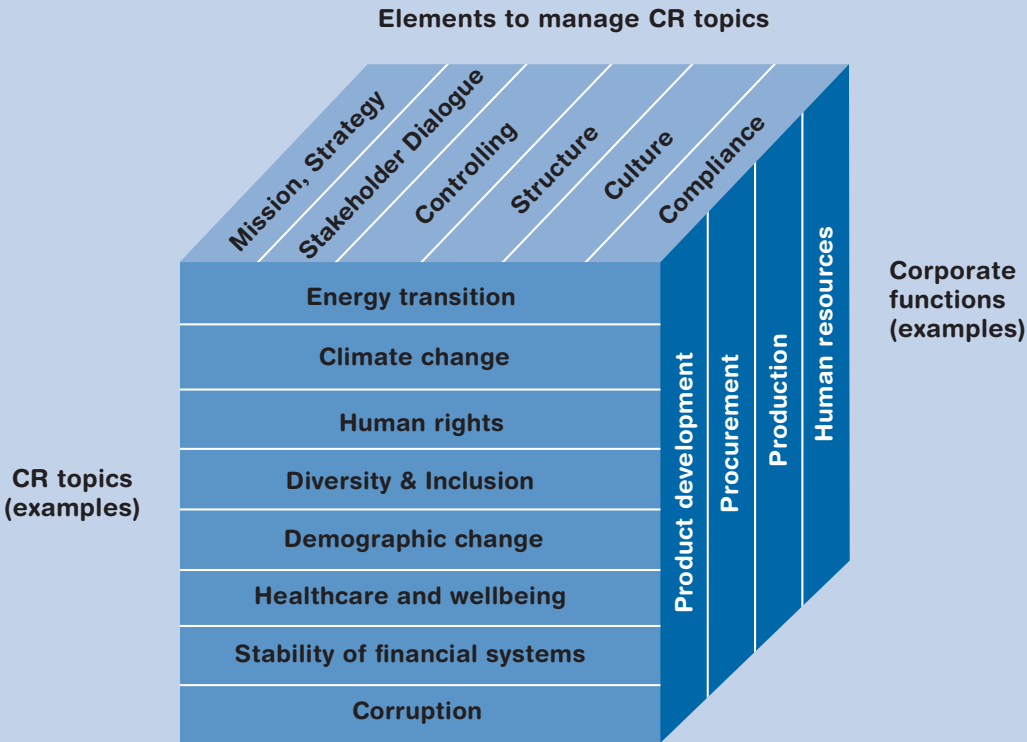 Elements to manage CR topics
Mission, Strategy
Stakeholder Dialogue
Controlling
Structure
Culture
Compliance
Energy transition
Climate change
Human rights
Diversity & Inclusion
Demographic change
Healthcare and wellbeing
Stability of financial systems
Corruption
CR topics
(examples)
Product development
Procurement
Production
Human resources
Corporate
functions
(examples)